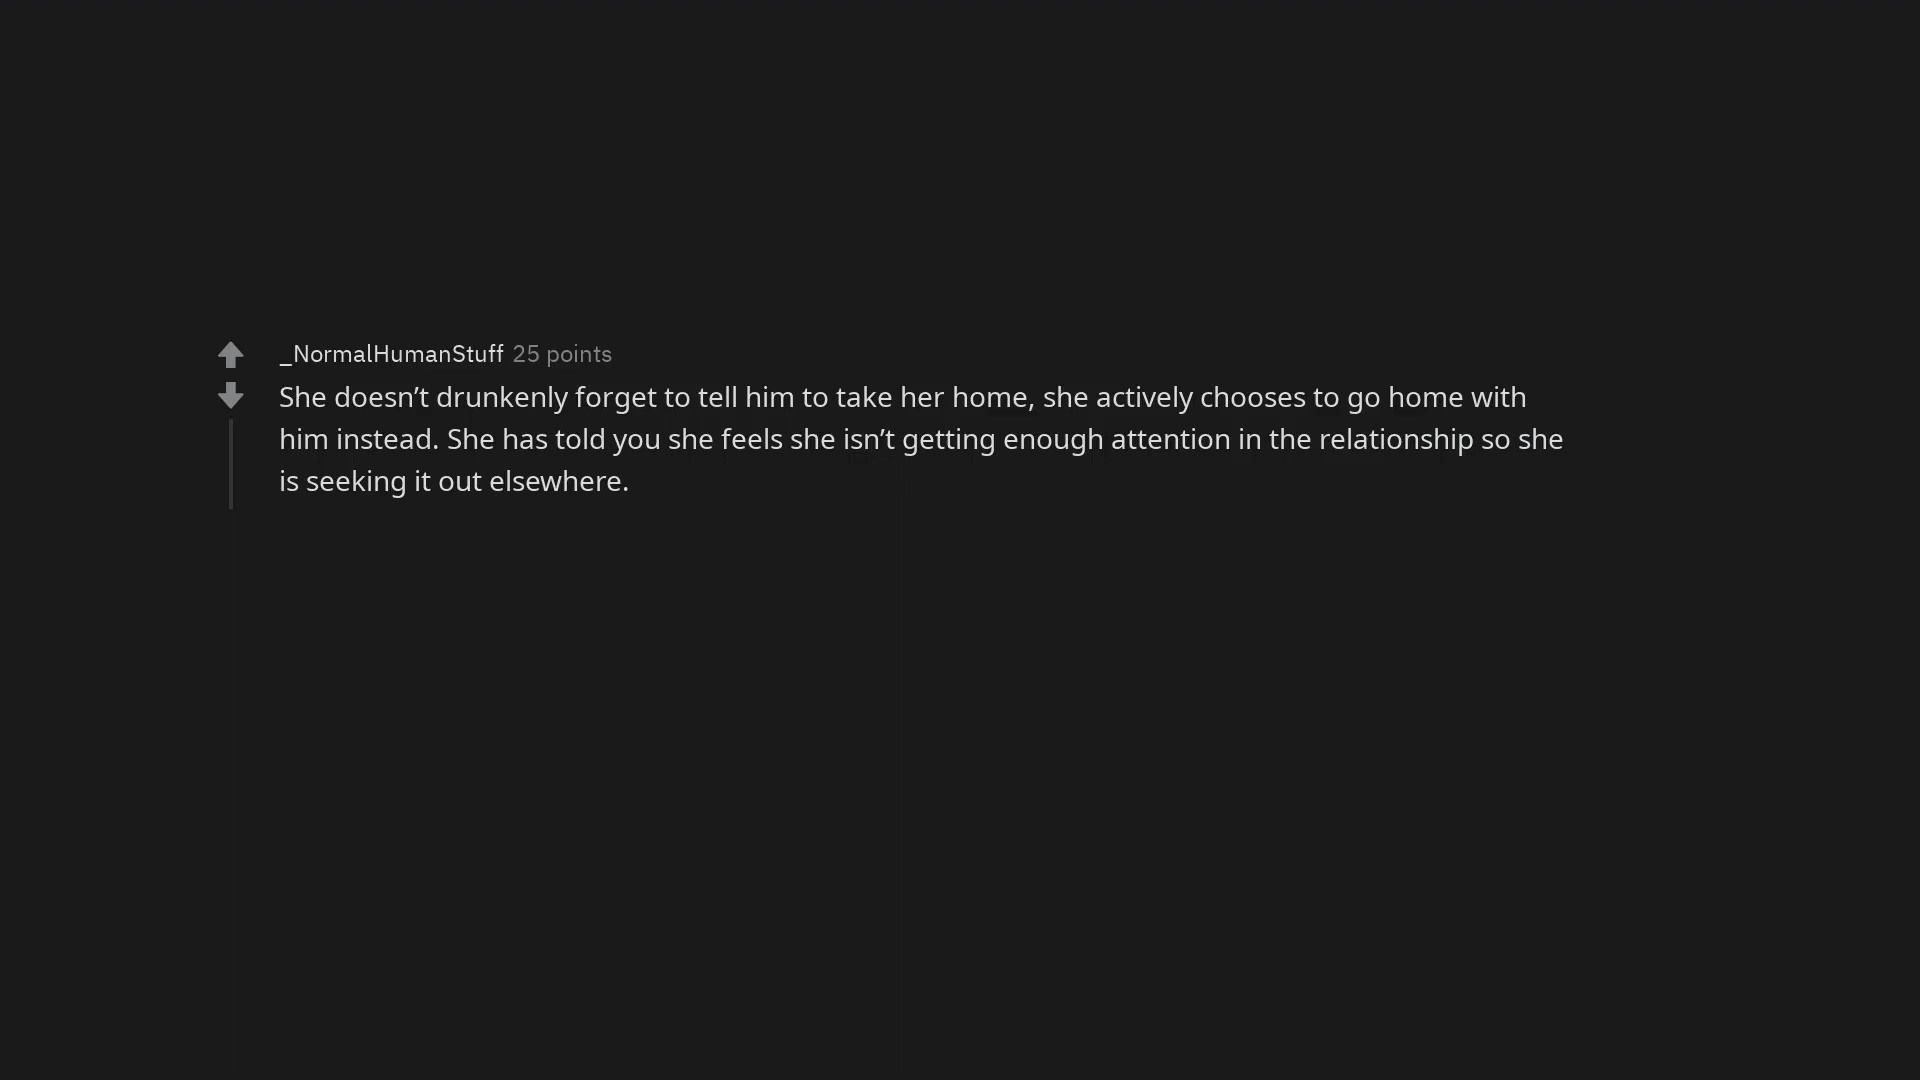 _NormalHumanStuff 25 points
She doesn’t drunkenly forget to tell him to take her home, she actively chooses to go home with
him instead. She has told you she feels she isn’t getting enough attention in the relationship so she
is seeking it out elsewhere.